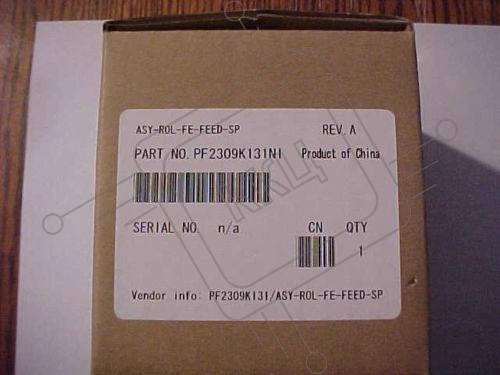 ASY-ROL-FE-FEED-SP REV. A
PART NO. PF2309K131NI Product of China
SERIAL NO. n/a CN QTY
1
Vendor info: PF2309K131/ASY-ROL-FE-FEED-SP